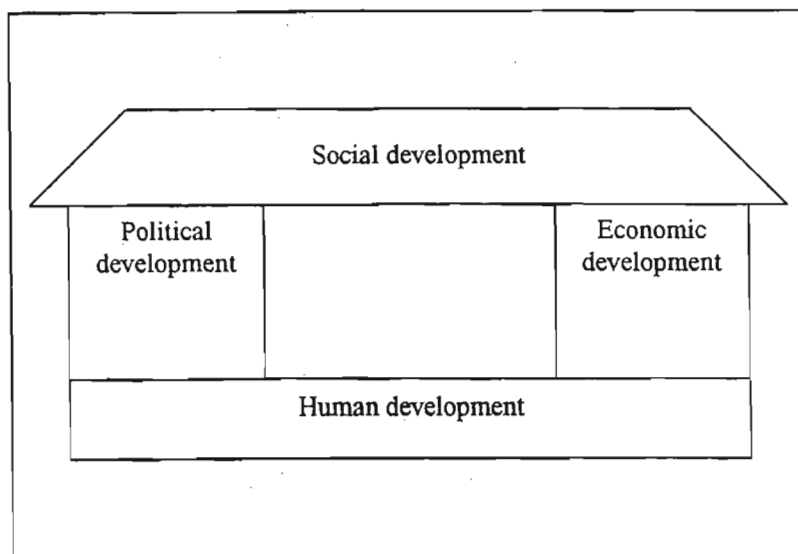 Social development
Political
development
Economic
development
Human development